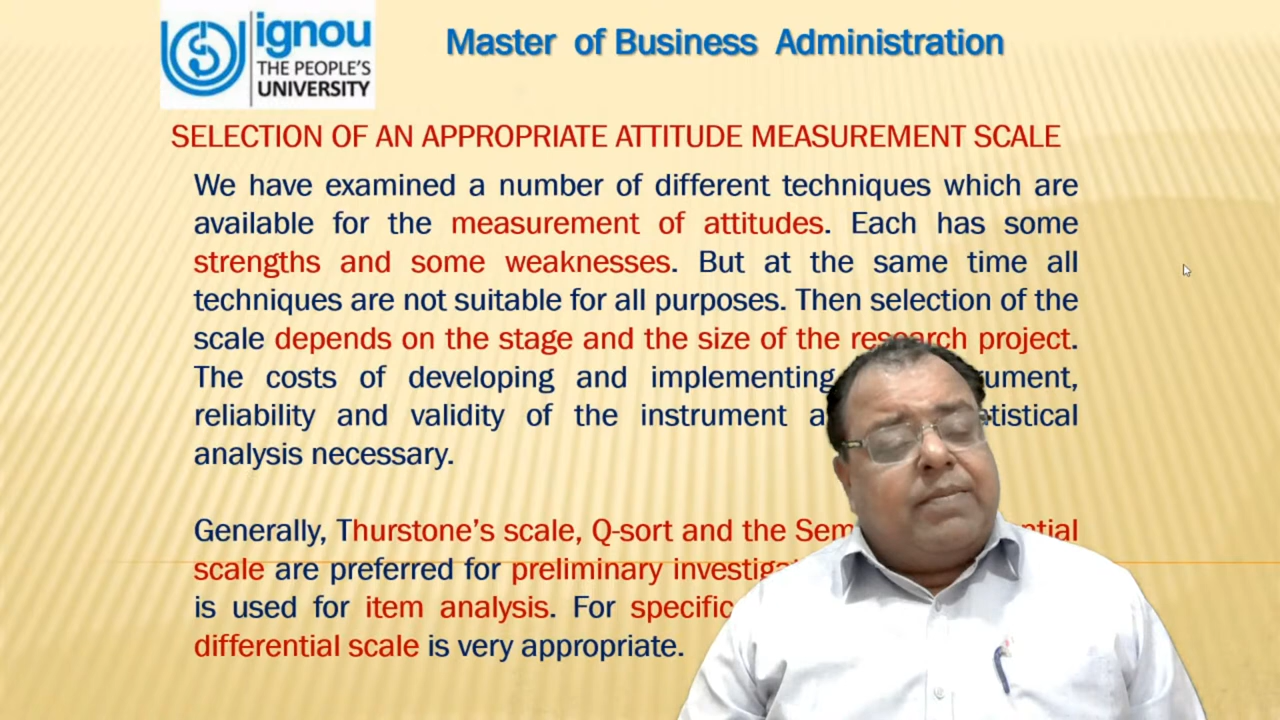 ignou
THE PEOPLE'S
UNIVERSITY
Master of Business Administration
SELECTION OF AN APPROPRIATE ATTITUDE MEASUREMENT SCALE
We have examined a number of different techniques which are
available for the measurement of attitudes. Each has some
strengths and some weaknesses. But at the same time all
techniques are not suitable for all purposes. Then selection of the
scale depends on the stage and the size of the research project.
The costs of developing and implementing
reliability and validity of the instrument
analysis necessary.
Generally, Thurstone's scale, Q-sort and the
scale are preferred for preliminary
is used for item analysis. For
differential scale is very appropriate.